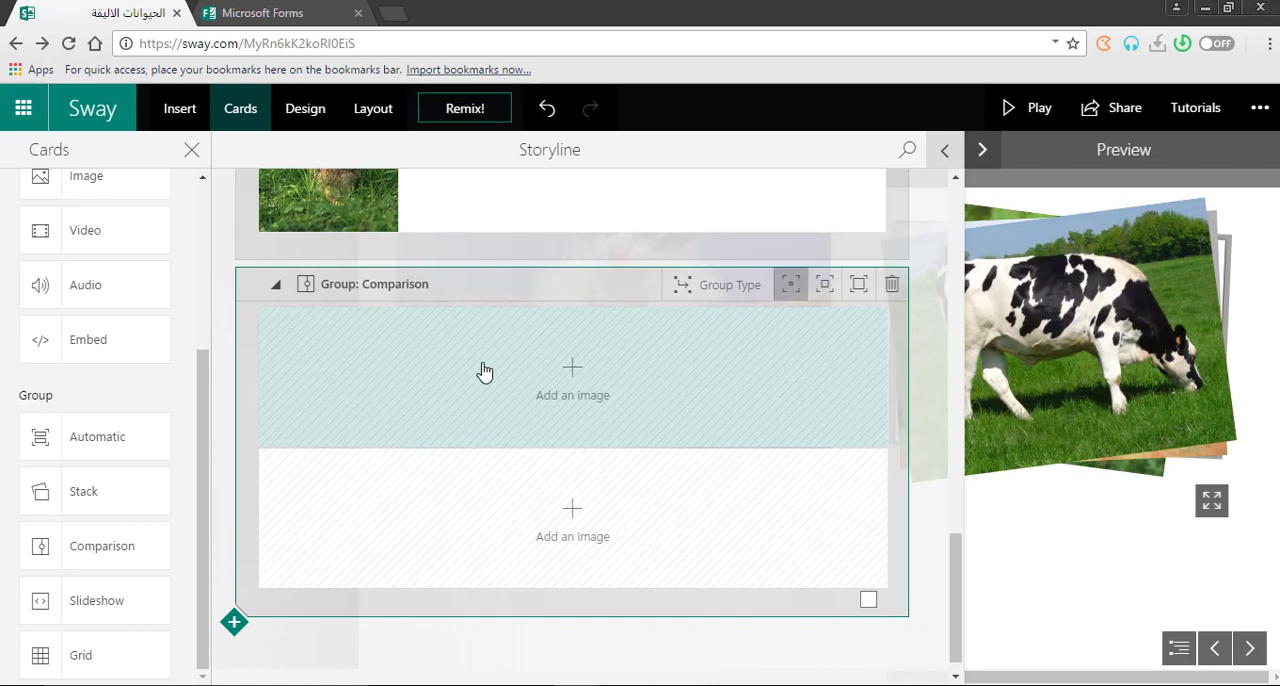 الحيوانات الاليفة
Microsoft Forms
https://sway.com/MyRn6kK2koRl0EiS
Apps For quick access, place your bookmarks here on the bookmarks bar. Import bookmarks now...
OFF
Sway Insert Cards Design Layout Remix! Play Share Tutorials
Cards
Storyline
Preview
Image
Video
Audio
Embed
Group
Automatic
Stack
Comparison
Slideshow
Grid
Group: Comparison
Group Type
Add an image
Add an image